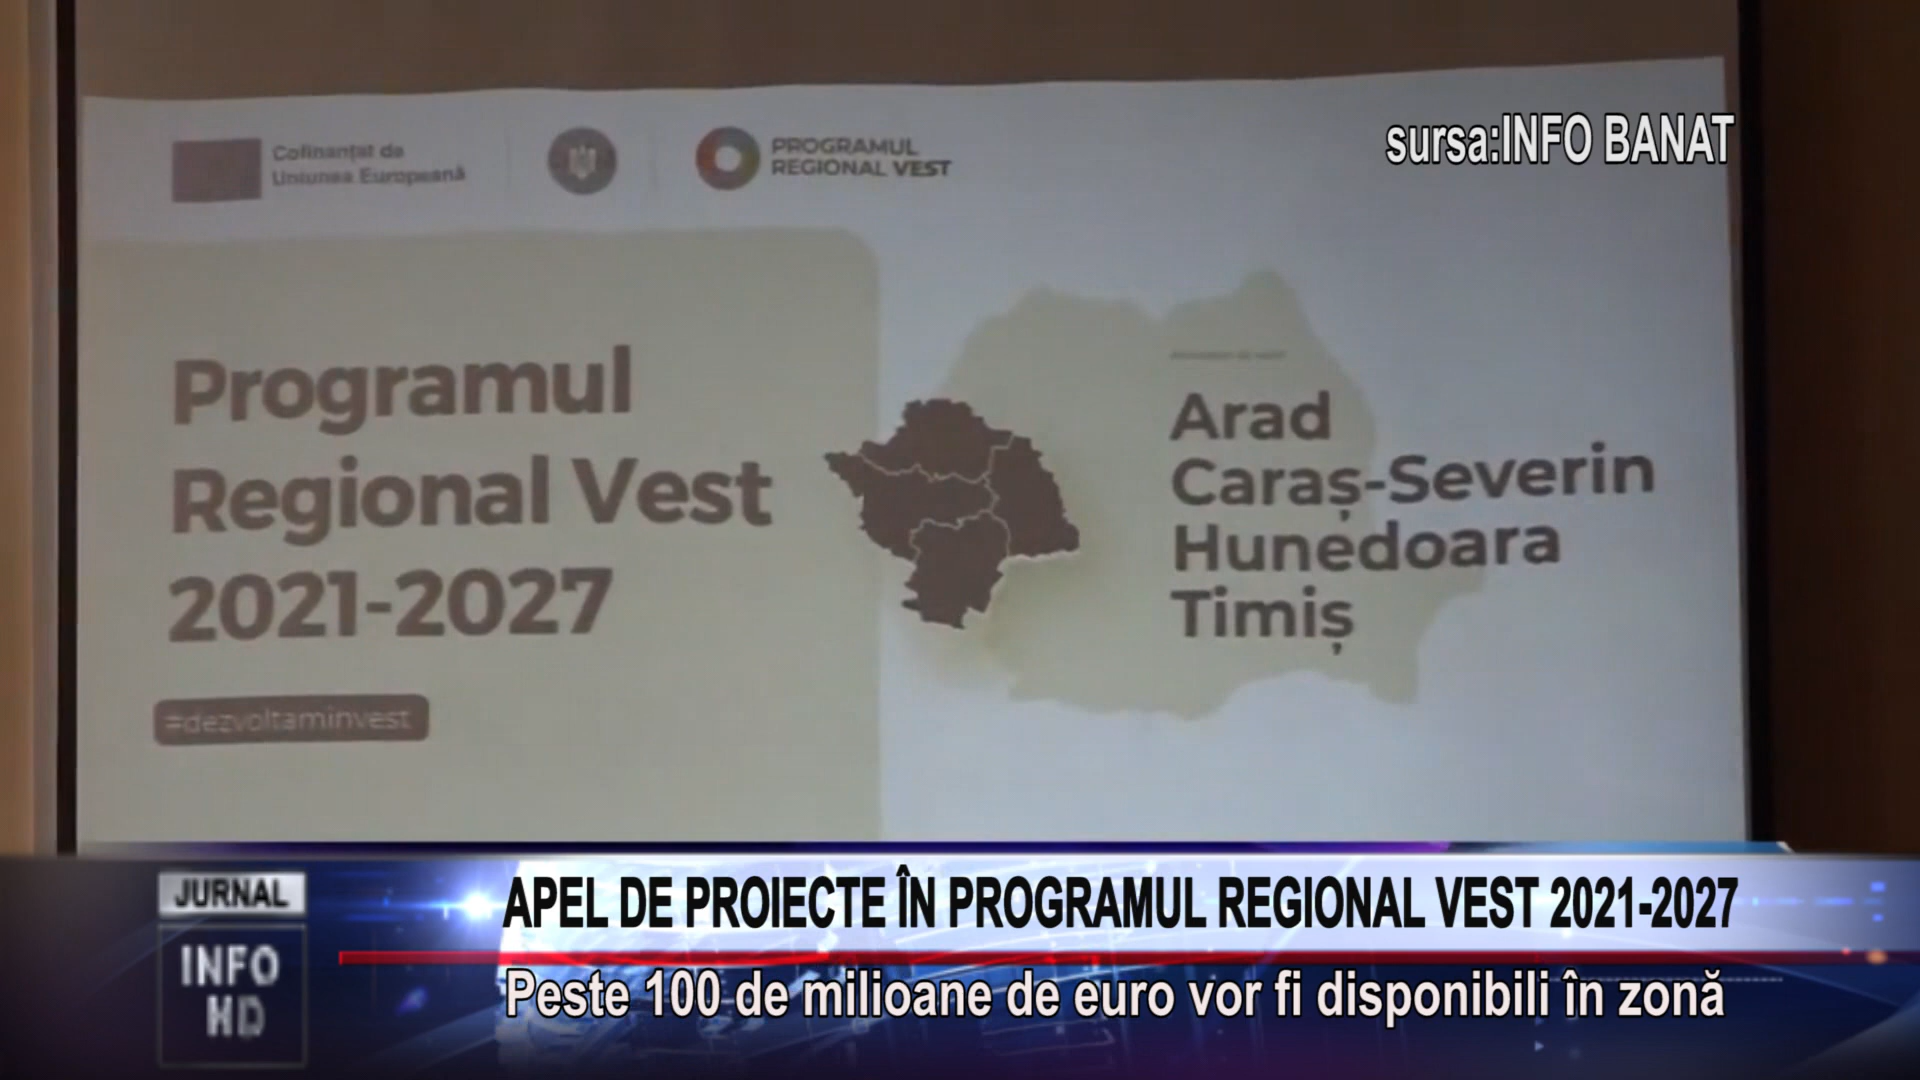 sursa:INFO BANAT
Cofinanțat de
Uniunea Europeană
PROGRAMUL
REGIONAL VEST
Programul
Regional Vest
2021-2027
#dezvoltaminvest
Arad
Caraș-Severin
Hunedoara
Timiș
JURNAL
INFO
HD
APEL DE PROIECTE ÎN PROGRAMUL REGIONAL VEST 2021-2027
Peste 100 de milioane de euro vor fi disponibili în zonă